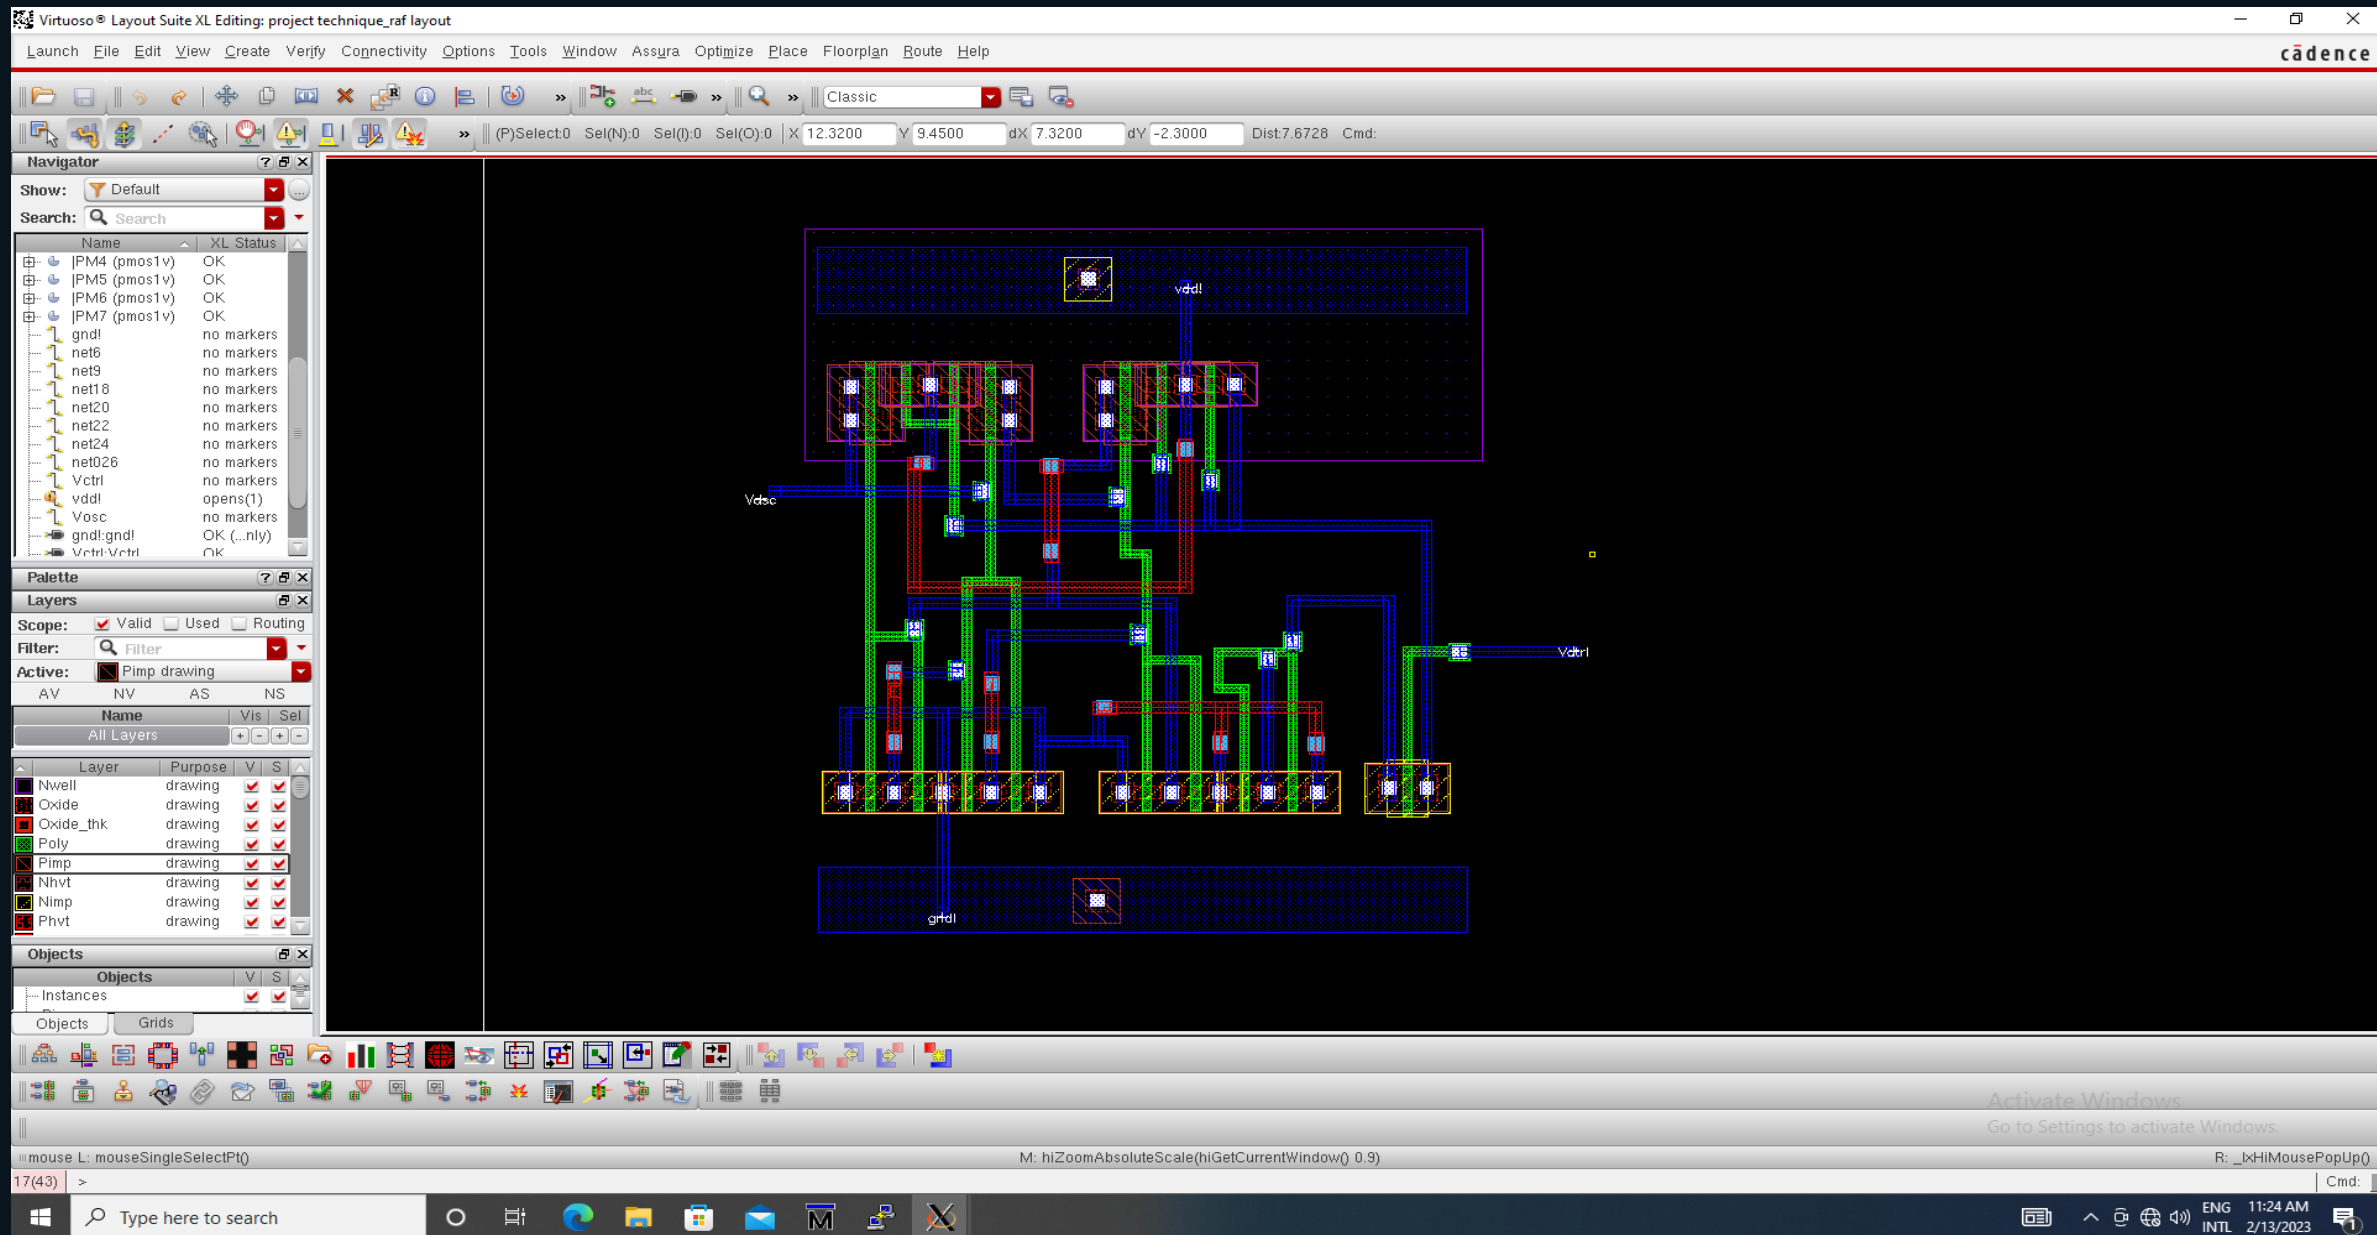 Virtuoso® Layout Suite XL Editing: project technique_raf layout
Launch File Edit View Create Verify Connectivity Options Tools Window Assura Optimize Place Floorplan Route Help
cādence
abc
R
Classic
(P)Select:0 Sel(N):0 Sel(I):0 Sel(O):0 X 12.3200 Y 9.4500 dX 7.3200 dY -2.3000 Dist:7.6728 Cmd:
Navigator
Show: Default
Search: Search
Name XL Status
|PM4 (pmos1v) OK
|PM5 (pmos1v) OK
|PM6 (pmos1v) OK
|PM7 (pmos1v) OK
gnd! no markers
net6 no markers
net9 no markers
net18 no markers
net20 no markers
net22 no markers
net24 no markers
net026 no markers
Vctrl no markers
vdd! opens(1)
Vosc no markers
gnd!:gnd! OK (...nly)
Vctrl:Vctrl OK
Palette
Layers
Scope: Valid Used Routing
Filter: Filter
Active: Pimp drawing
AV NV AS NS
Name Vis Sel
All Layers
Layer Purpose V S
Nwell drawing
Oxide drawing
Oxide_thk drawing
Poly drawing
Pimp drawing
Nhvt drawing
Nimp drawing
Phvt drawing
Objects
Objects V S
Instances
Objects Grids
vdd!
Vosc
Vctrl
gnd!
Activate Windows
Go to Settings to activate Windows.
mouse L: mouseSingleSelectPt()
M: hiZoomAbsoluteScale(hiGetCurrentWindow() 0.9)
R: _lxHiMousePopUp()
17(43) >
Cmd:
Type here to search
ENG 11:24 AM
INTL 2/13/2023
1